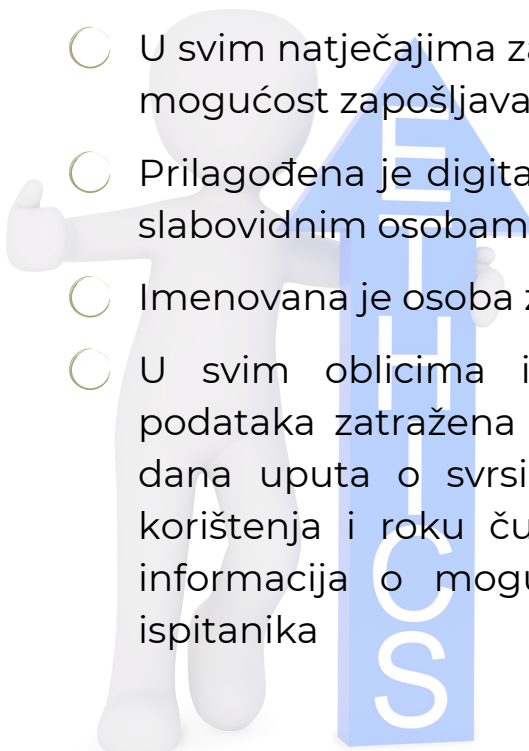 U svim natječajima za
mogućost zapošljava
Prilagođena je digita
slabovidnim osobam
Imenovana je osoba z
U svim oblicima i
podataka zatražena
dana uputa o svrsi
korištenja i roku ču
informacija o mogu
ispitanika
ETHICS